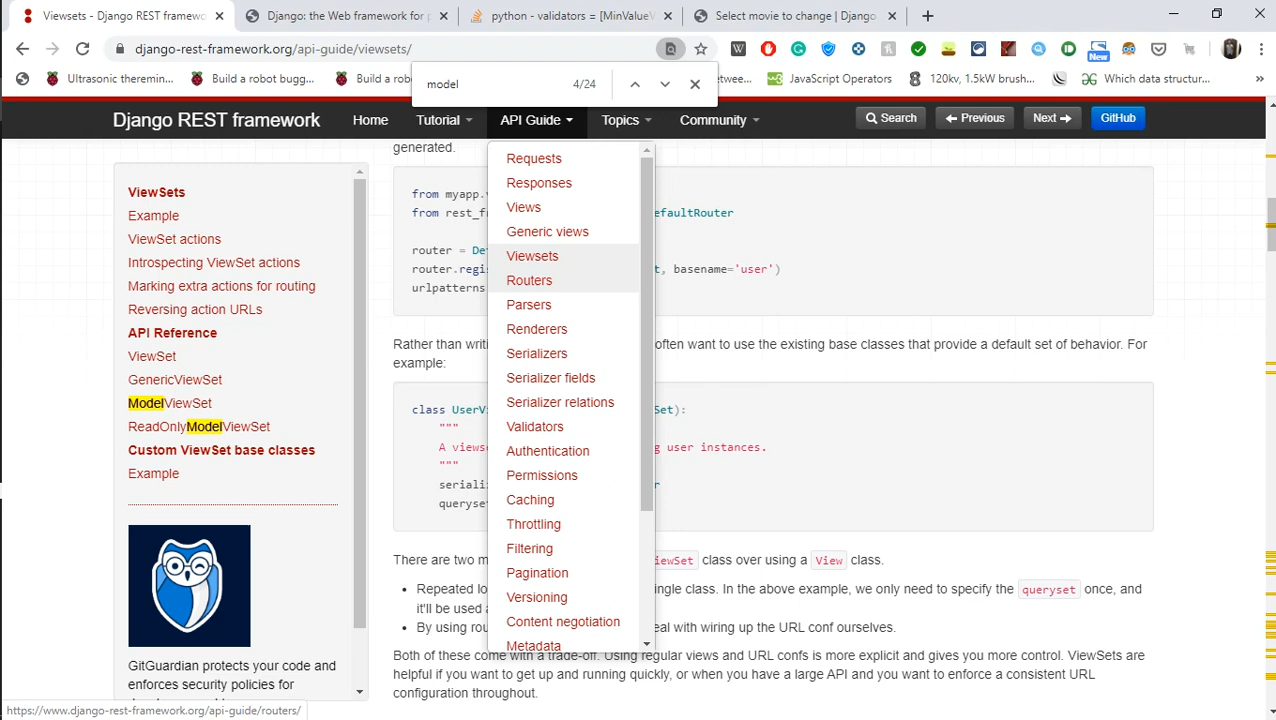 Viewsets - Django REST framewo
Django: the Web framework for p
python - validators = [MinValueV
Select movie to change | Django
django-rest-framework.org/api-guide/viewsets/
New
Ultrasonic theremin...
Build a robot bugg...
Build a robo
tweet...
JavaScript Operators
120kv, 1.5kW brush...
Which data structur...
model 4/24
Django REST framework
Home
Tutorial
API Guide
Topics
Community
Search
Previous
Next
GitHub
ViewSets
Example
ViewSet actions
Introspecting ViewSet actions
Marking extra actions for routing
Reversing action URLs
API Reference
ViewSet
GenericViewSet
ModelViewSet
ReadOnlyModelViewSet
Custom ViewSet base classes
Example
GitGuardian protects your code and
enforces security policies for
Requests
Responses
Views
Generic views
Viewsets
Routers
Parsers
Renderers
Serializers
Serializer fields
Serializer relations
Validators
Authentication
Permissions
Caching
Throttling
Filtering
Pagination
Versioning
Content negotiation
Metadata
generated.
from myapp.v
from rest_f efaultRouter
router = De
router.regi t, basename='user')
urlpatterns
Rather than writi often want to use the existing base classes that provide a default set of behavior. For
example:
class UserVi Set):
"""
A views g user instances.
"""
seriali r
queryse
There are two m iewSet class over using a View class.
Repeated lo ngle class. In the above example, we only need to specify the queryset once, and
it'll be used a
By using rou eal with wiring up the URL conf ourselves.
Both of these come with a trade-off. Using regular views and URL confs is more explicit and gives you more control. ViewSets are
helpful if you want to get up and running quickly, or when you have a large API and you want to enforce a consistent URL
configuration throughout.
https://www.django-rest-framework.org/api-guide/routers/